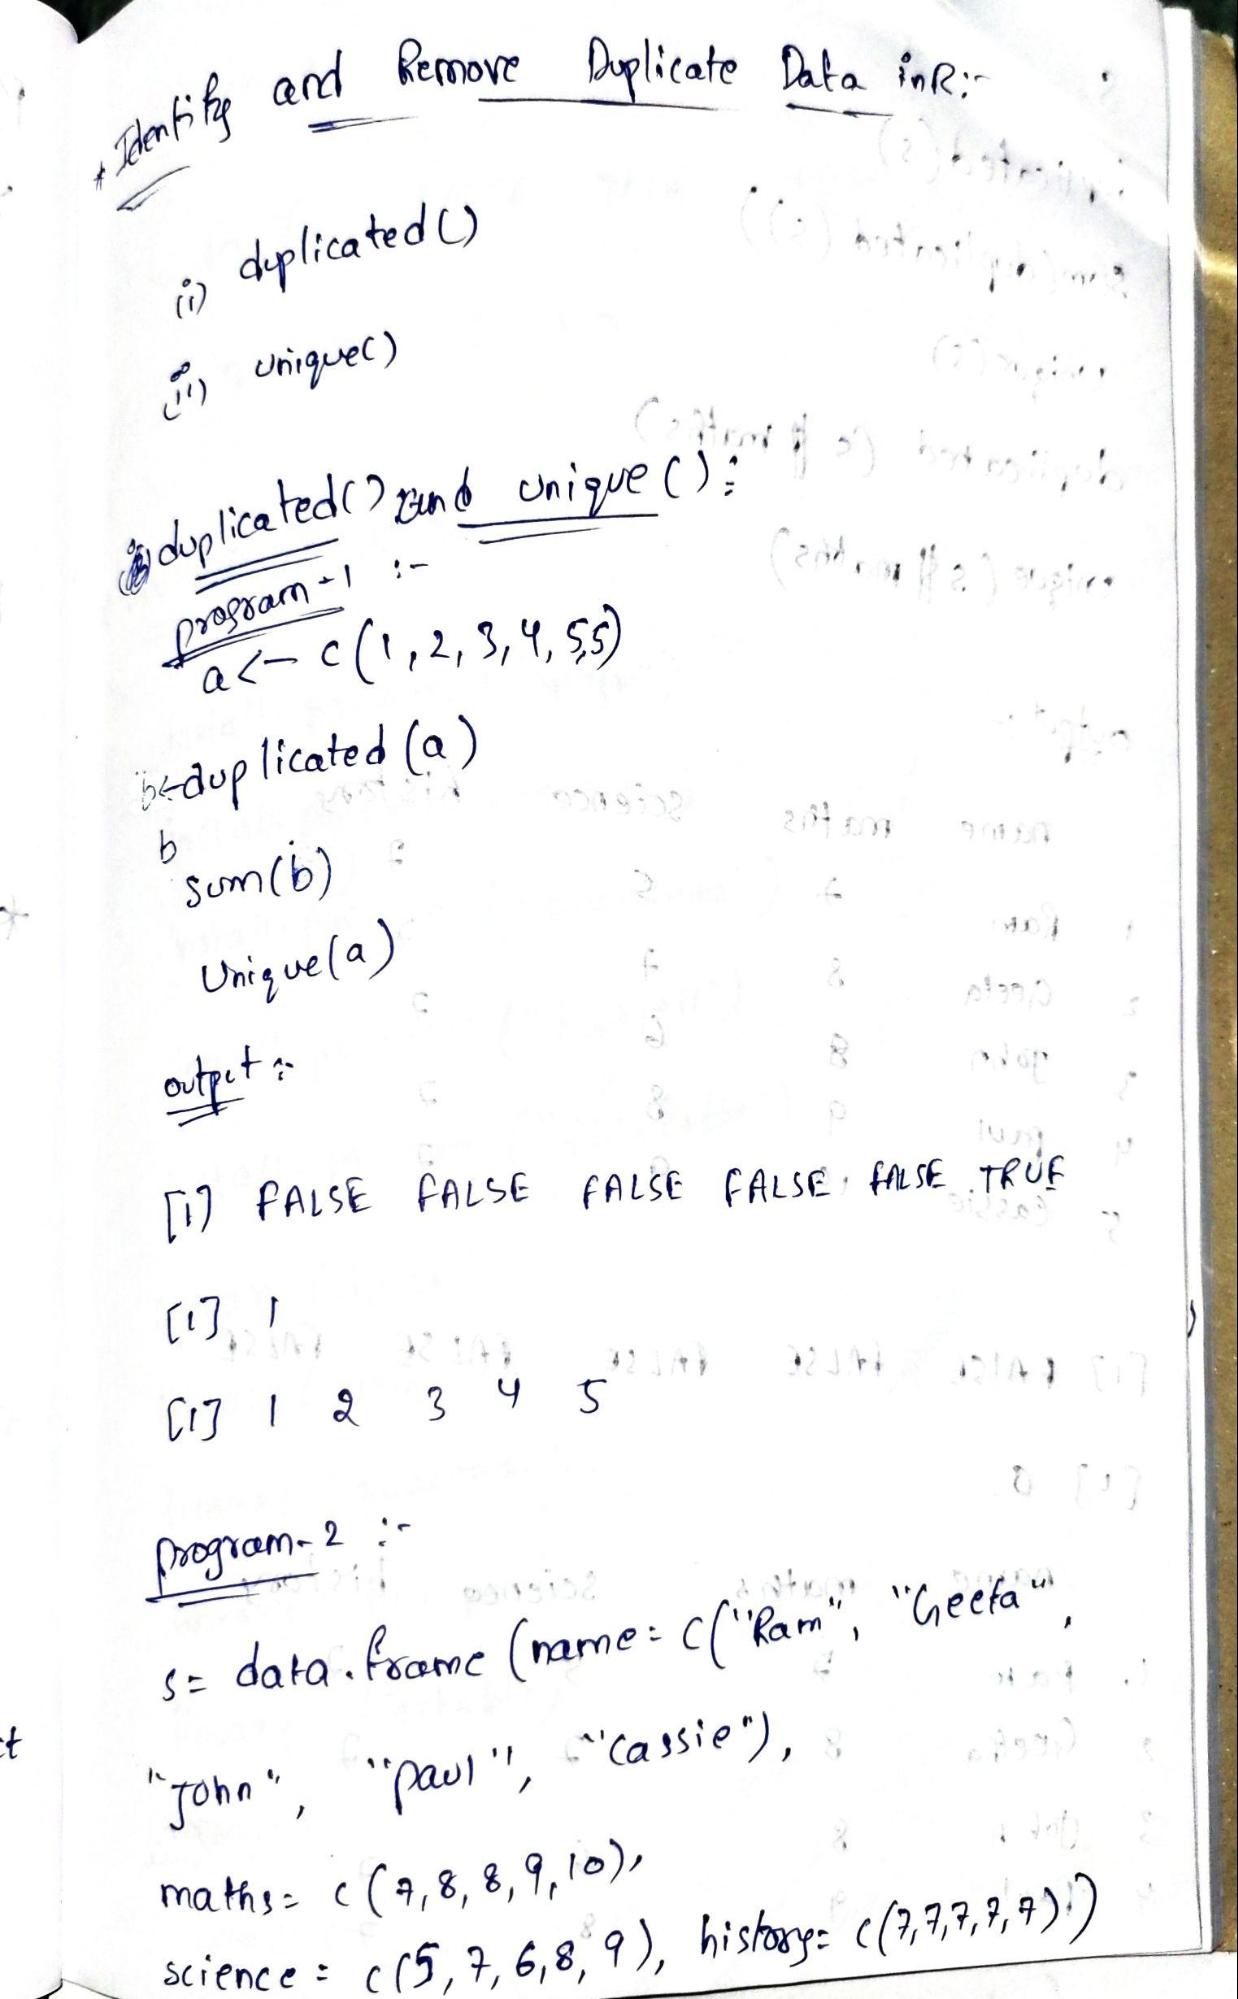 * Identify and Remove Duplicate Data in R:-
(i) duplicated()
(ii) unique()
duplicated() and unique():
program-1 :-
a <- c(1,2,3,4,5,5)
b<-duplicated (a)
b
sum(b)
Unique(a)
output :-
[1] FALSE FALSE FALSE FALSE FALSE TRUE
[1] 1
[1] 1 2 3 4 5
program-2 :-
s= data.frame (name= c("Ram", "Geeta",
"John", "paul", "cassie"),
maths= c(7,8,8,9,10),
science = c(5,7,6,8,9), history= c(7,7,7,7,7))
t